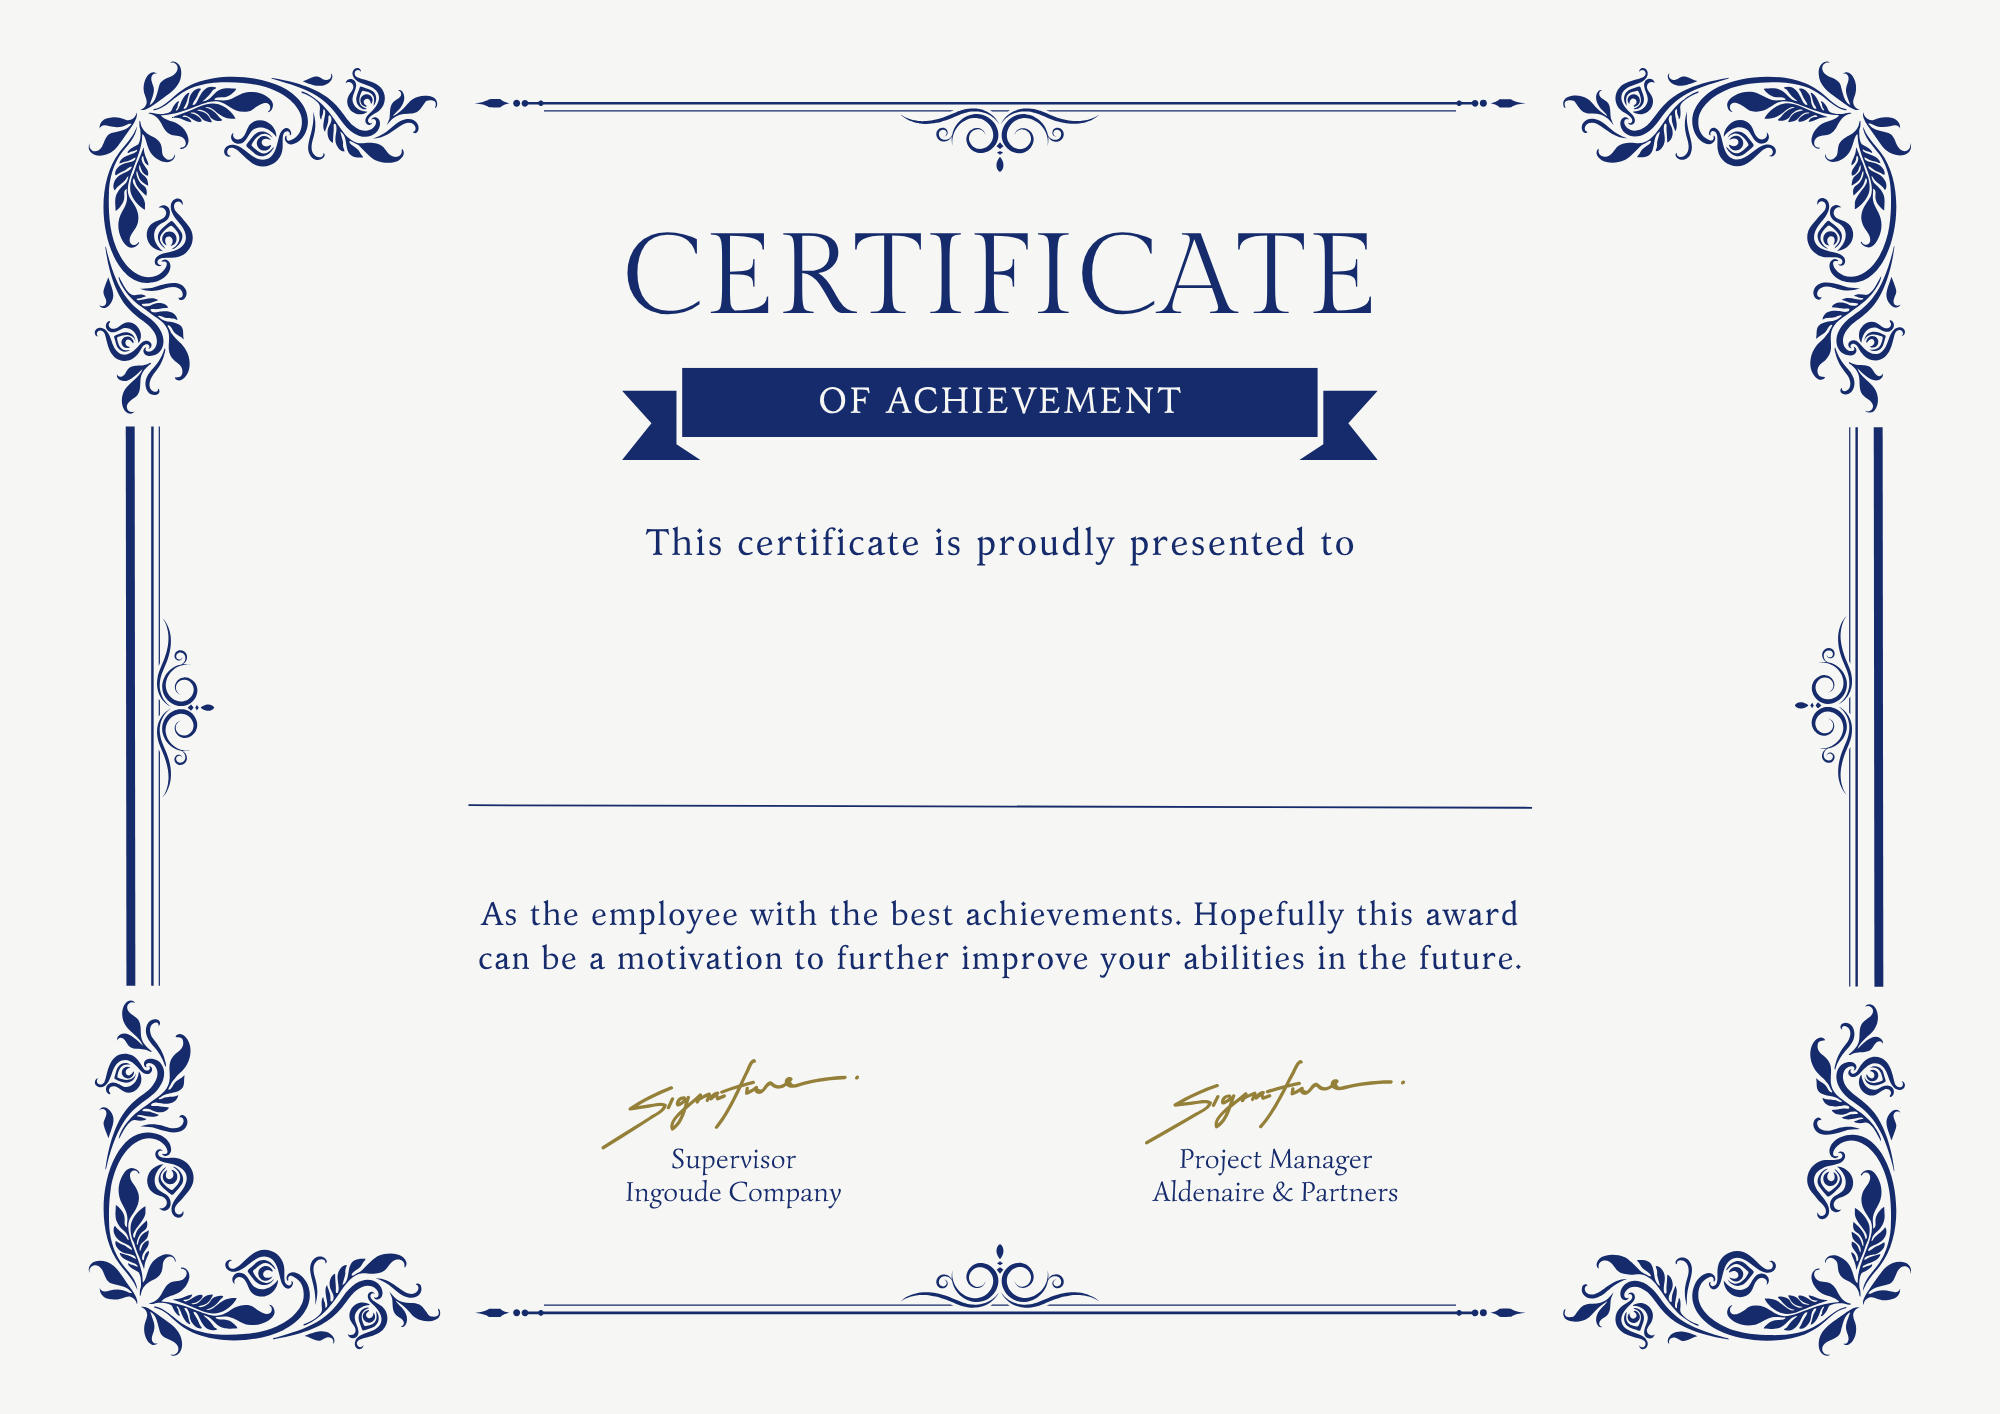 CERTIFICATE
OF ACHIEVEMENT
This certificate is proudly presented to
As the employee with the best achievements. Hopefully this award
can be a motivation to further improve your abilities in the future.
Signature
Supervisor
Ingoude Company
Signature
Project Manager
Aldenaire & Partners